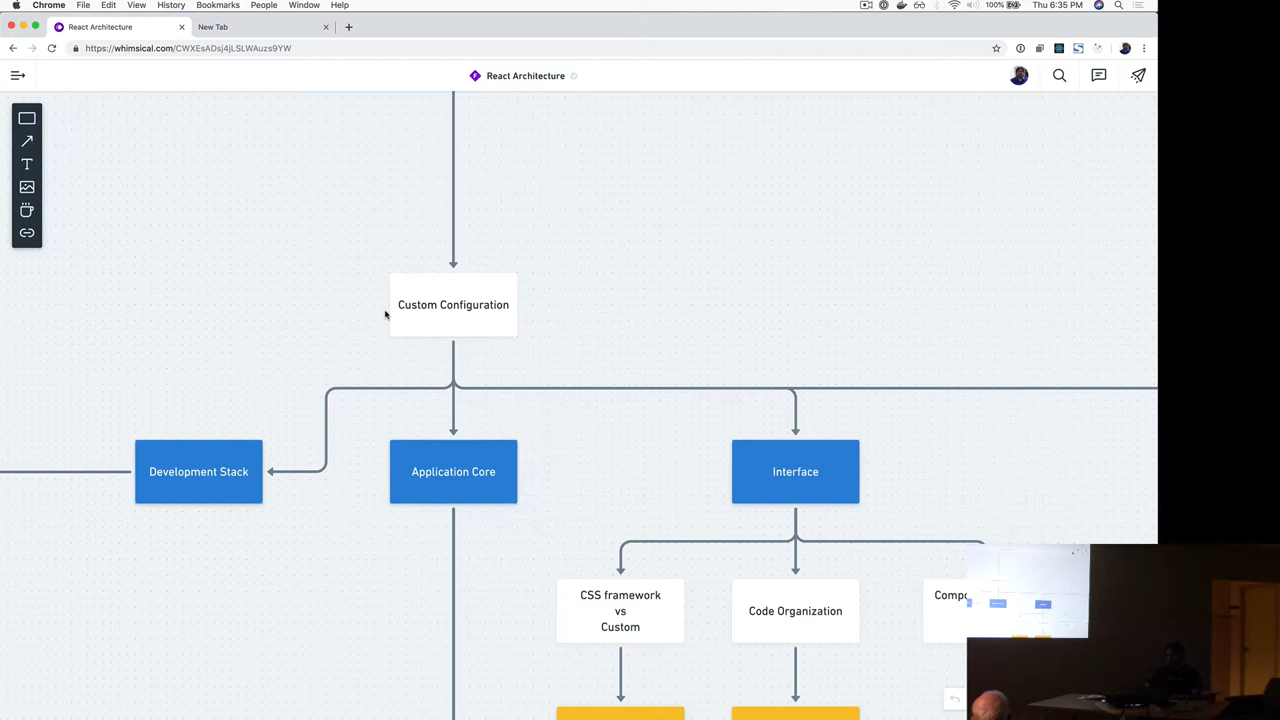 Chrome File Edit View History Bookmarks People Window Help
100% Thu 6:35 PM
React Architecture
New Tab
https://whimsical.com/CWXEsADsj4jLSLWAuzs9YW
React Architecture
Custom Configuration
Development Stack
Application Core
Interface
CSS framework
vs
Custom
Code Organization